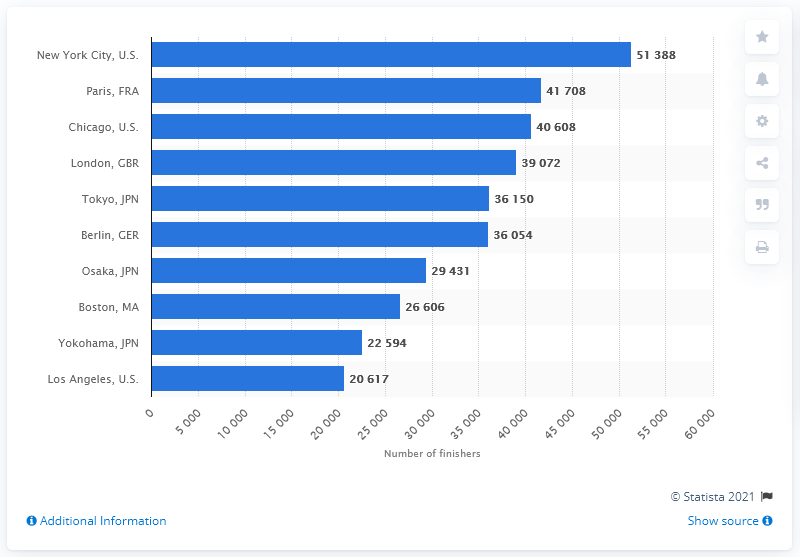 New York City, U.S. 51 388
Paris, FRA 41 708
Chicago, U.S. 40 608
London, GBR 39 072
Tokyo, JPN 36 150
Berlin, GER 36 054
Osaka, JPN 29 431
Boston, MA 26 606
Yokohama, JPN 22 594
Los Angeles, U.S. 20 617
0 5 000 10 000 15 000 20 000 25 000 30 000 35 000 40 000 45 000 50 000 55 000 60 000
Number of finishers
© Statista 2021
Additional Information Show source